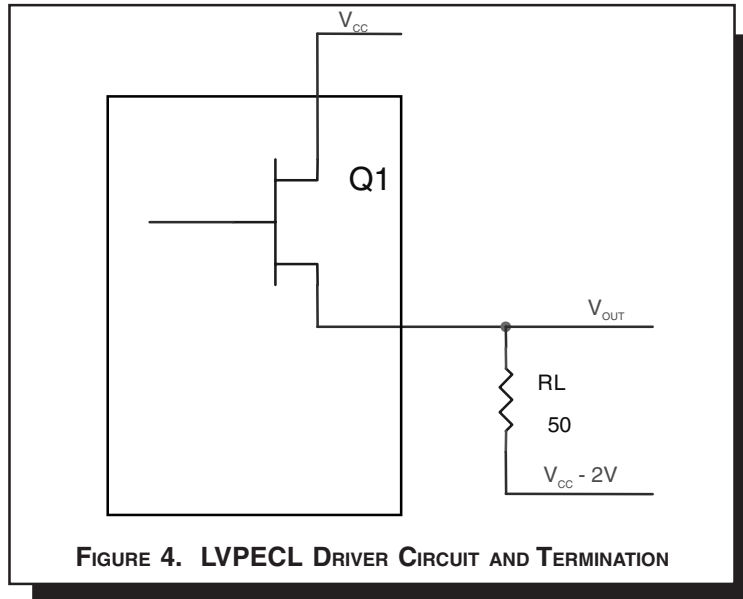 VCC
Q1
VOUT
RL
50
VCC - 2V
FIGURE 4. LVPECL DRIVER CIRCUIT AND TERMINATION